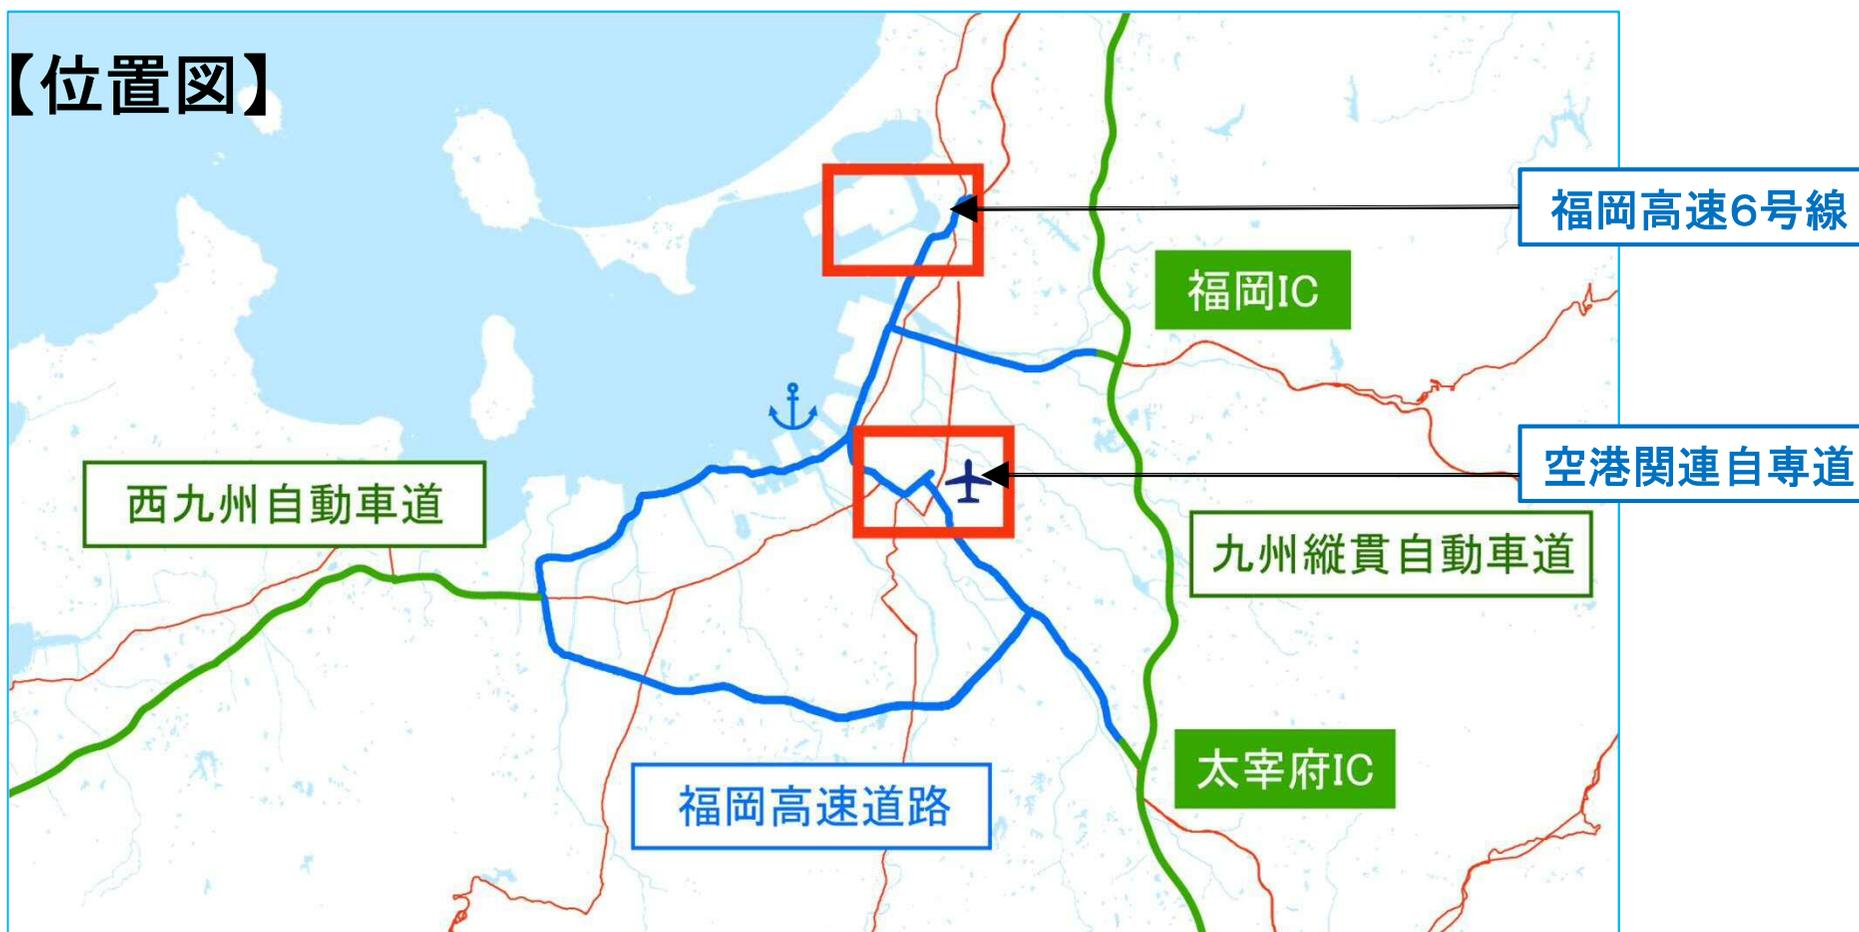 【位置図】
福岡高速6号線
福岡IC
空港関連自専道
西九州自動車道
九州縦貫自動車道
太宰府IC
福岡高速道路